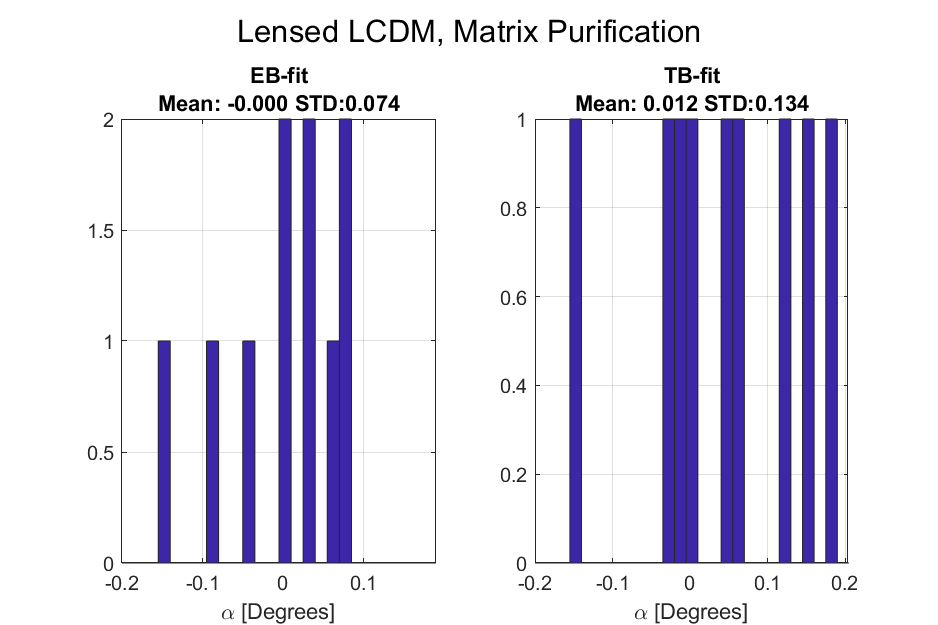 Lensed LCDM, Matrix Purification
EB-fit
Mean: -0.000 STD:0.074
2
1.5
1
0.5
0
-0.2
-0.1
0
0.1
α [Degrees]
TB-fit
Mean: 0.012 STD:0.134
1
0.8
0.6
0.4
0.2
0
-0.2
-0.1
0
0.1
0.2
α [Degrees]